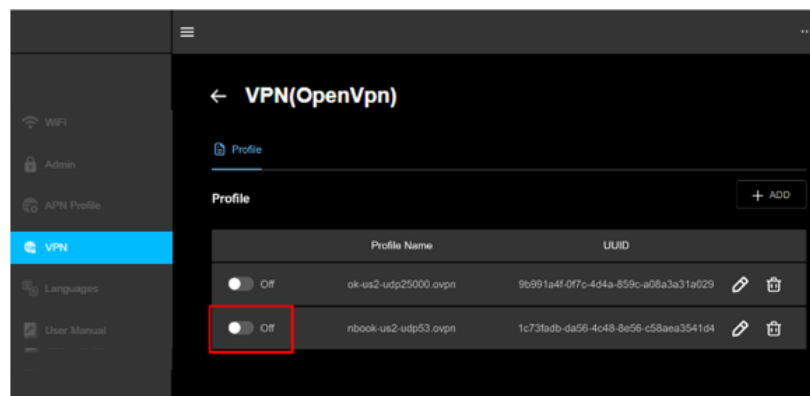 VPN(OpenVpn)
WiFi
Profile
Admin
APN Profile
Profile
+ ADD
VPN
Profile Name UUID
Off ok-us2-udp25000.ovpn 9b991a4f-0f7c-4d4a-859c-a08a3a31a029
Languages
User Manual
Off nbook-us2-udp53.ovpn 1c73fadb-da56-4c48-8e56-c58aea3541d4